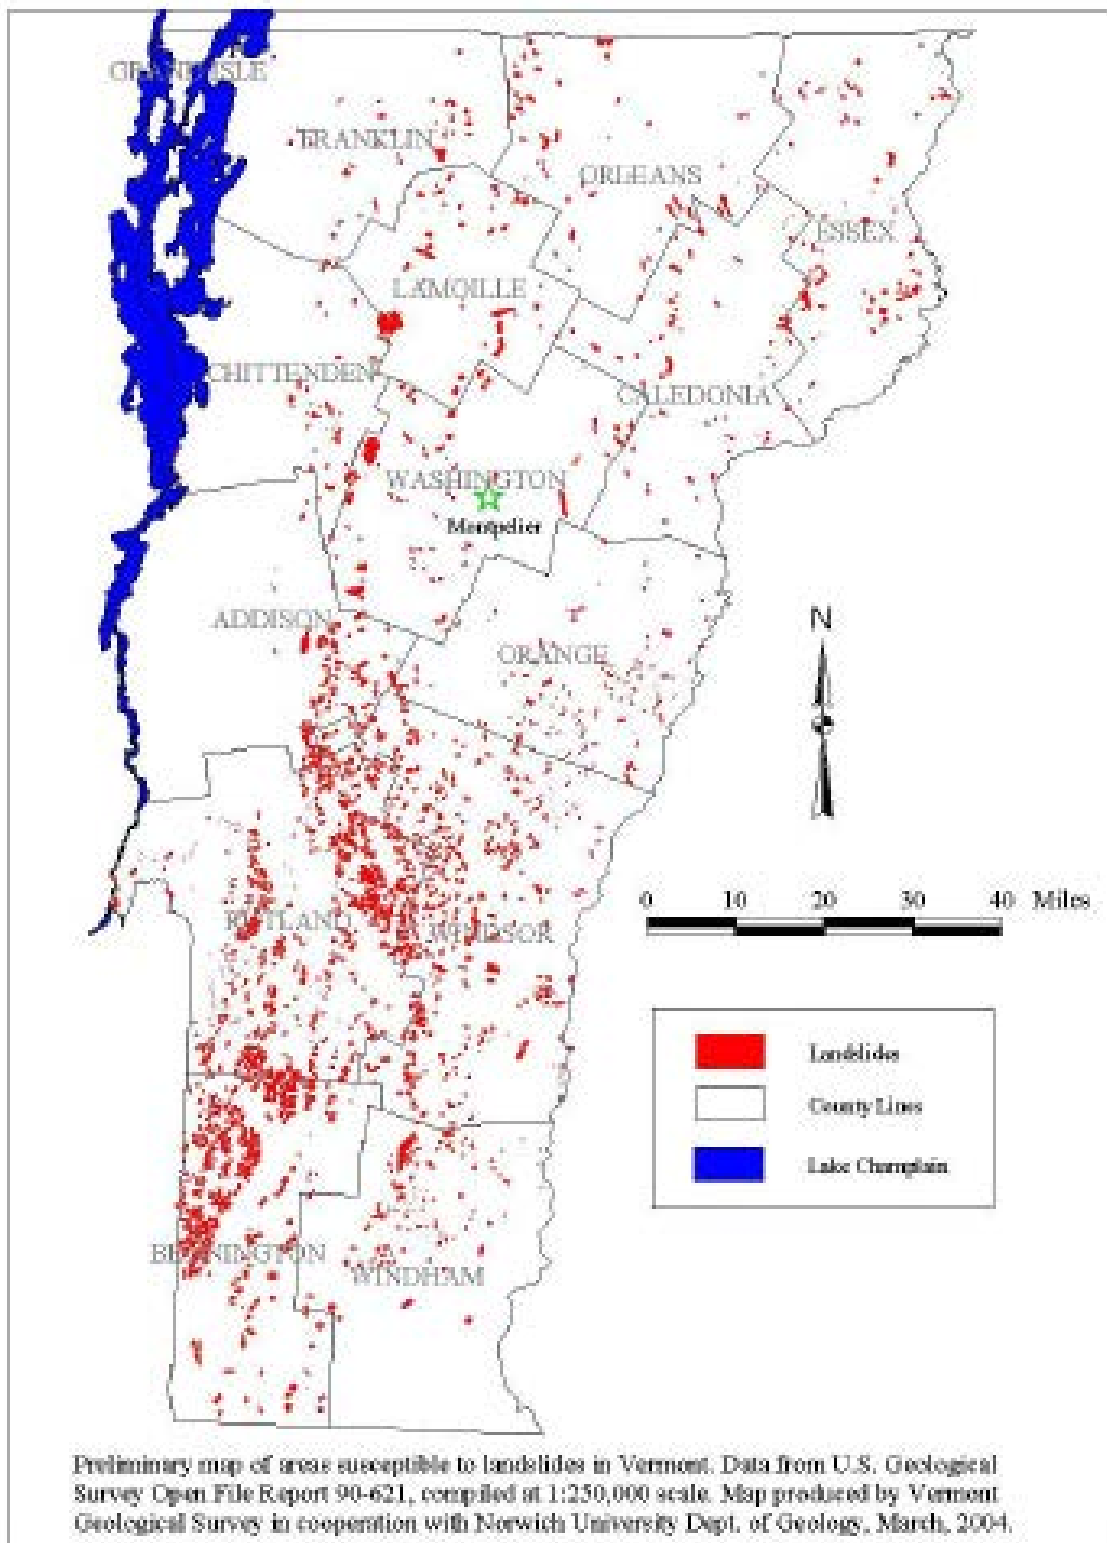 GRAND ISLE
FRANKLIN
ORLEANS
ESSEX
LAMOILLE
CHITTENDEN
CALEDONIA
WASHINGTON
Montpelier
ADDISON
ORANGE
N
0 10 20 30 40 Miles
RUTLAND
WINDSOR
Landslides
County Lines
Lake Champlain
BENNINGTON
WINDHAM
Preliminary map of areas susceptible to landslides in Vermont. Data from U.S. Geological
Survey Open File Report 90-621, compiled at 1:250,000 scale. Map produced by Vermont
Geological Survey in cooperation with Norwich University Dept. of Geology, March, 2004.